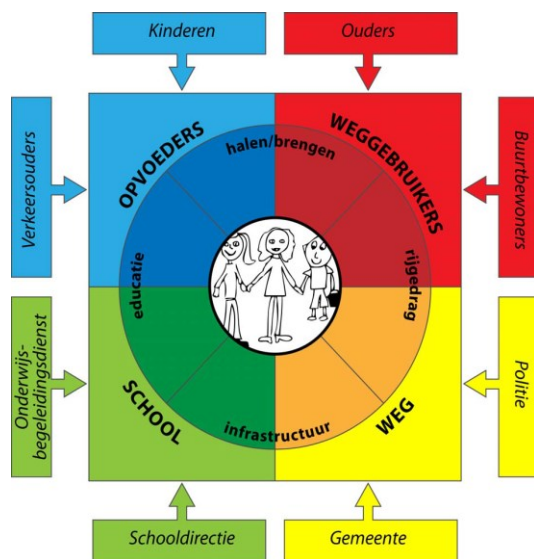 Kinderen
Ouders
OPVOEDERS
WEGGEBRUIKERS
halen/brengen
Verkeersouders
Buurtbewoners
educatie
rijgedrag
Onderwijs-
begeleidingsdienst
Politie
SCHOOL
WEG
infrastructuur
Schooldirectie
Gemeente